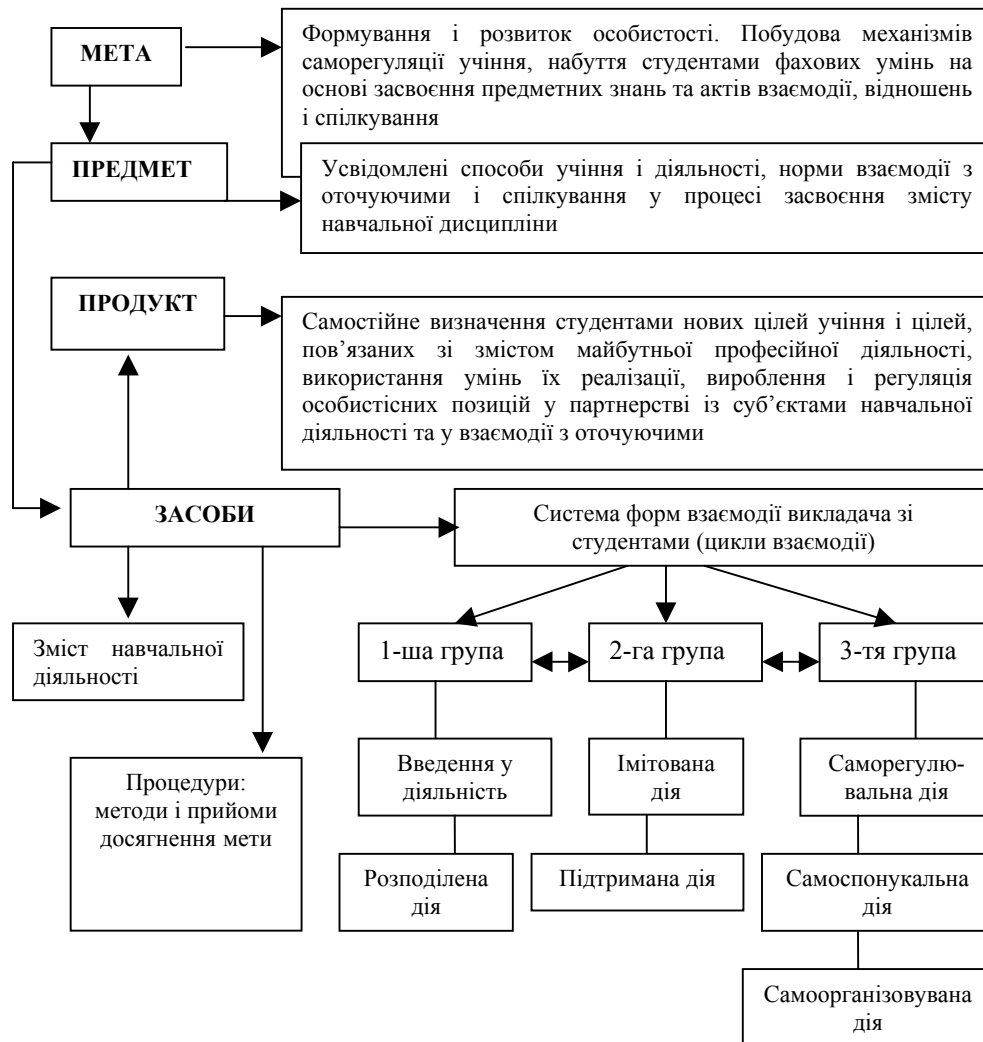 МЕТА
Формування і розвиток особистості. Побудова механізмів
саморегуляції учіння, набуття студентами фахових умінь на
основі засвоєння предметних знань та актів взаємодії, відношень
і спілкування
ПРЕДМЕТ
Усвідомлені способи учіння і діяльності, норми взаємодії з
оточуючими і спілкування у процесі засвоєння змісту
навчальної дисципліни
ПРОДУКТ
Самостійне визначення студентами нових цілей учіння і цілей,
пов’язаних зі змістом майбутньої професійної діяльності,
використання умінь їх реалізації, вироблення і регуляція
особистісних позицій у партнерстві із суб’єктами навчальної
діяльності та у взаємодії з оточуючими
ЗАСОБИ
Система форм взаємодії викладача зі
студентами (цикли взаємодії)
Зміст навчальної
діяльності
Процедури:
методи і прийоми
досягнення мети
1-ша група
2-га група
3-тя група
Введення у
діяльність
Імітована
дія
Саморегулю-
вальна дія
Розподілена
дія
Підтримана дія
Самоспонукальна
дія
Самоорганізовувана
дія